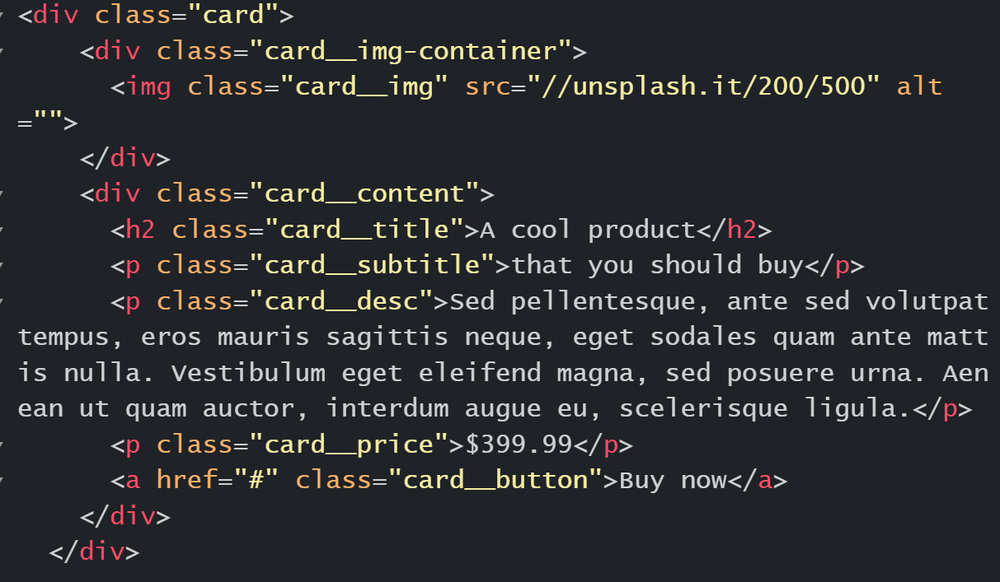 <div class="card">
<div class="card__img-container">
<img class="card__img" src="//unsplash.it/200/500" alt
="">
</div>
<div class="card__content">
<h2 class="card__title">A cool product</h2>
<p class="card__subtitle">that you should buy</p>
<p class="card__desc">Sed pellentesque, ante sed volutpat
tempus, eros mauris sagittis neque, eget sodales quam ante matt
is nulla. Vestibulum eget eleifend magna, sed posuere urna. Aen
ean ut quam auctor, interdum augue eu, scelerisque ligula.</p>
<p class="card__price">$399.99</p>
<a href="#" class="card__button">Buy now</a>
</div>
</div>